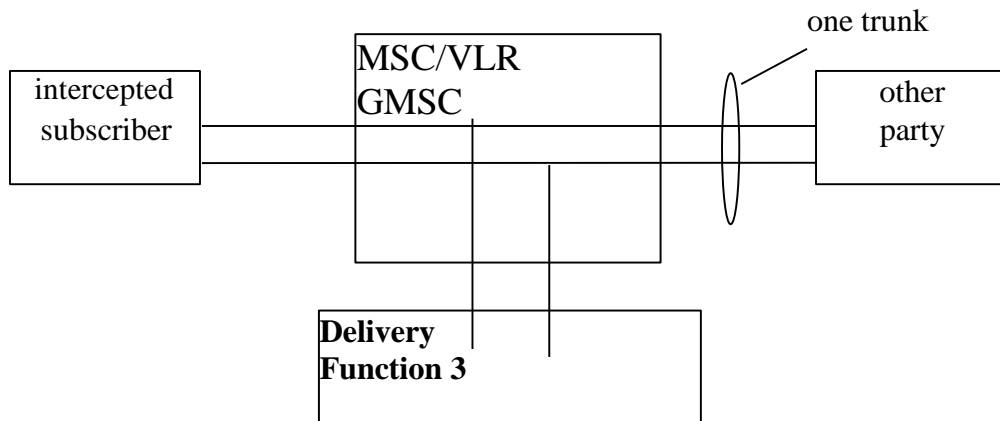 one trunk
MSC/VLR
GMSC
intercepted
subscriber
other
party
Delivery
Function 3